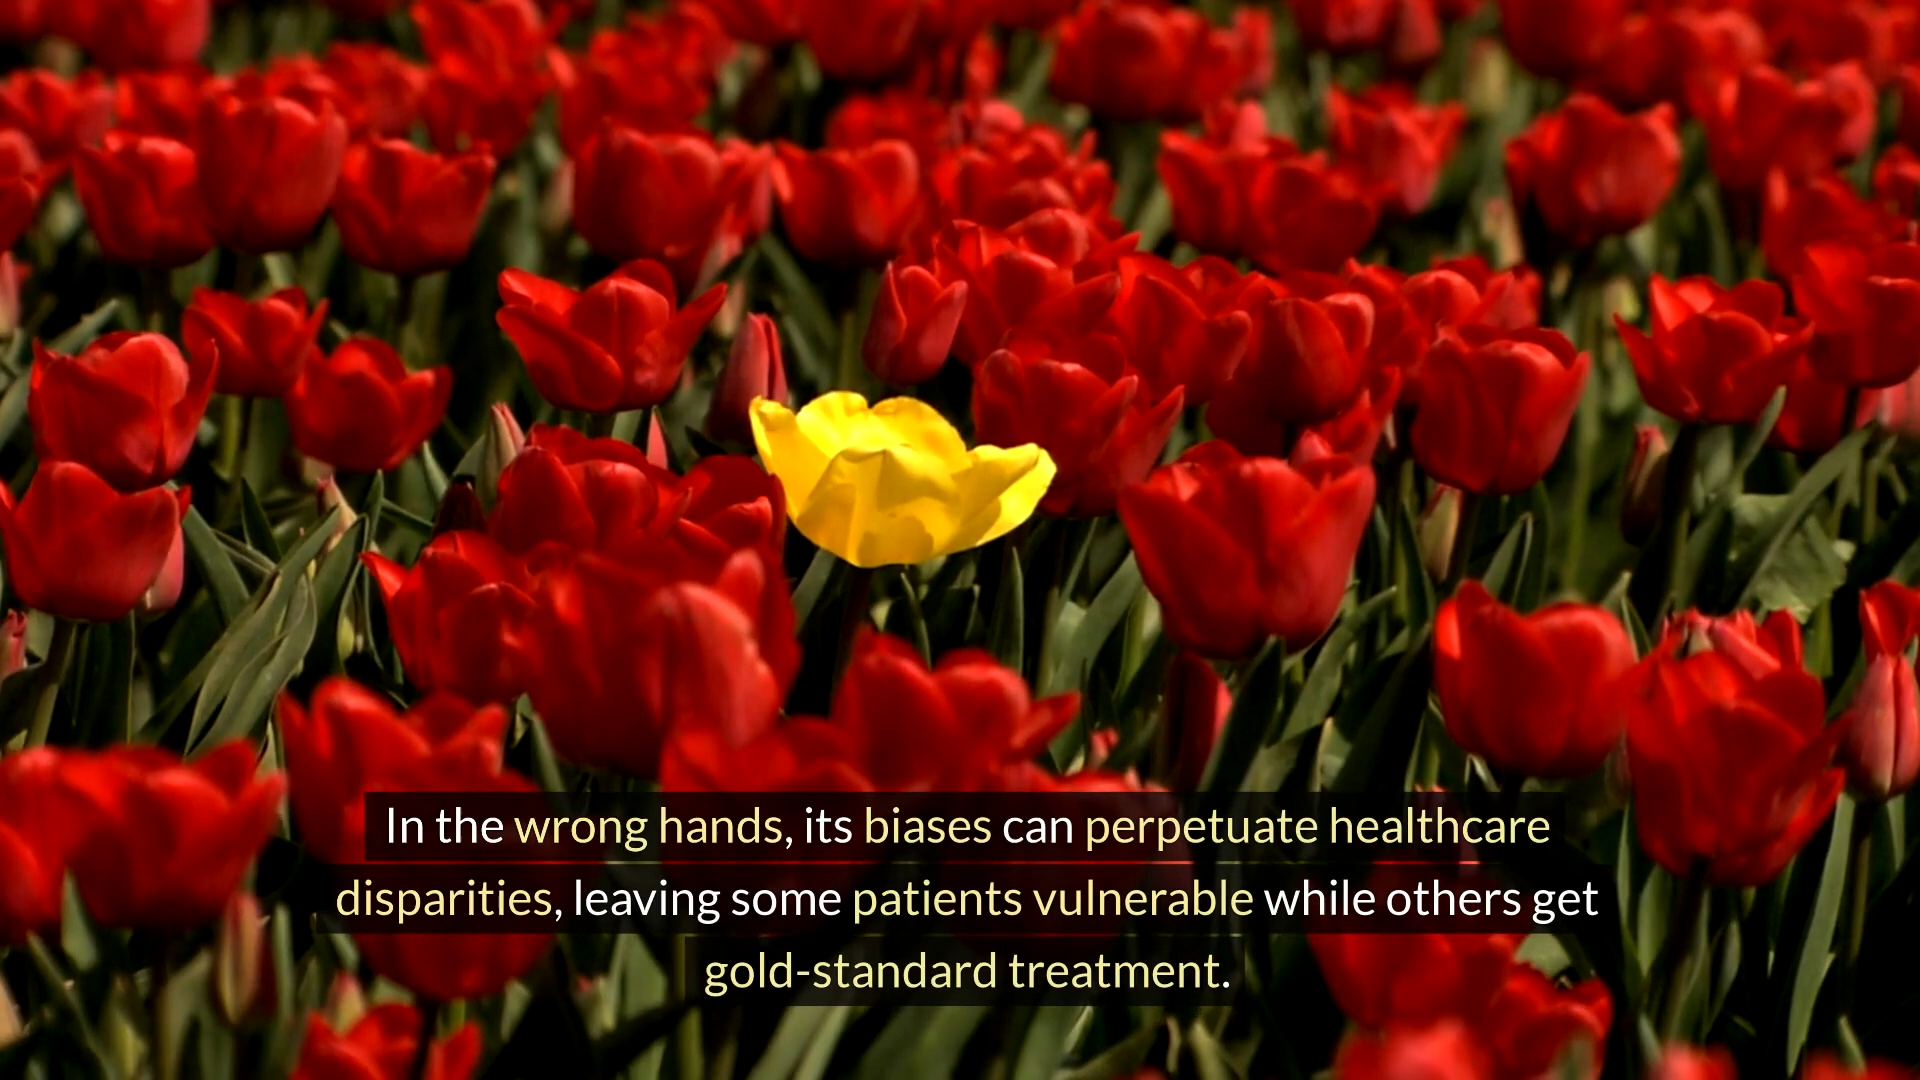 In the wrong hands, its biases can perpetuate healthcare
disparities, leaving some patients vulnerable while others get
gold-standard treatment.